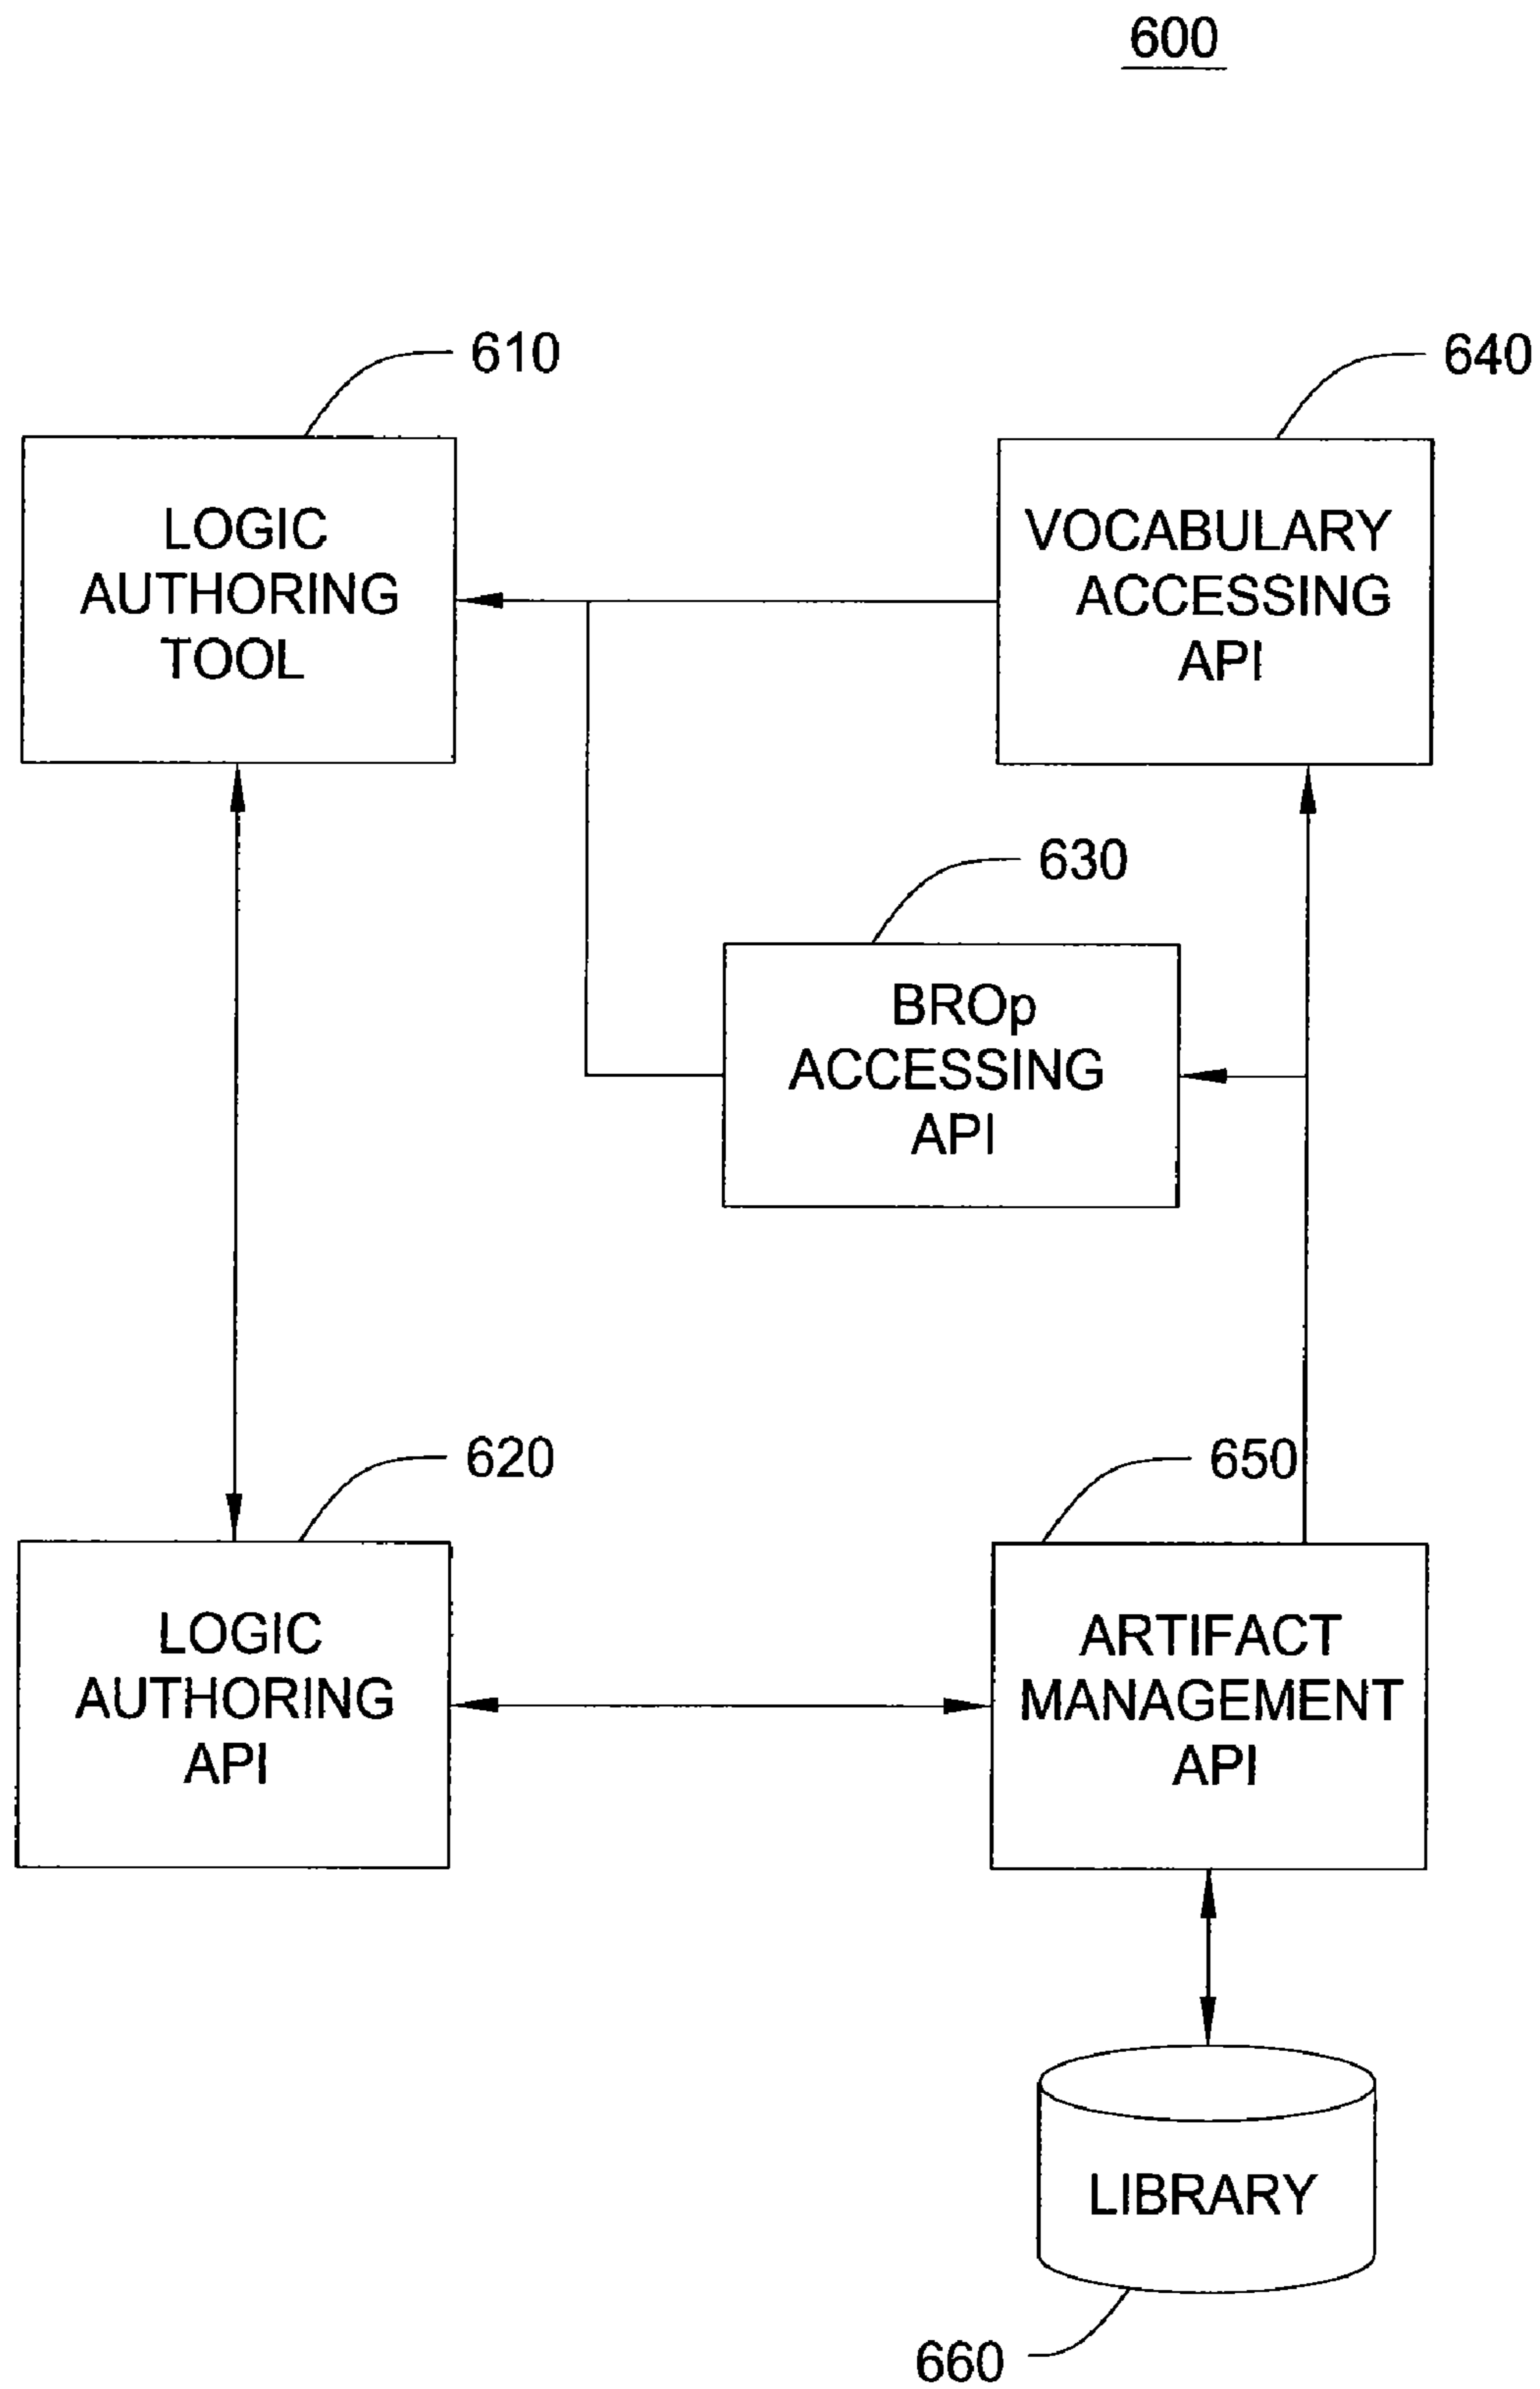 600
610
640
LOGIC
AUTHORING
TOOL
VOCABULARY
ACCESSING
API
630
BROp
ACCESSING
API
620
650
LOGIC
AUTHORING
API
ARTIFACT
MANAGEMENT
API
LIBRARY
660